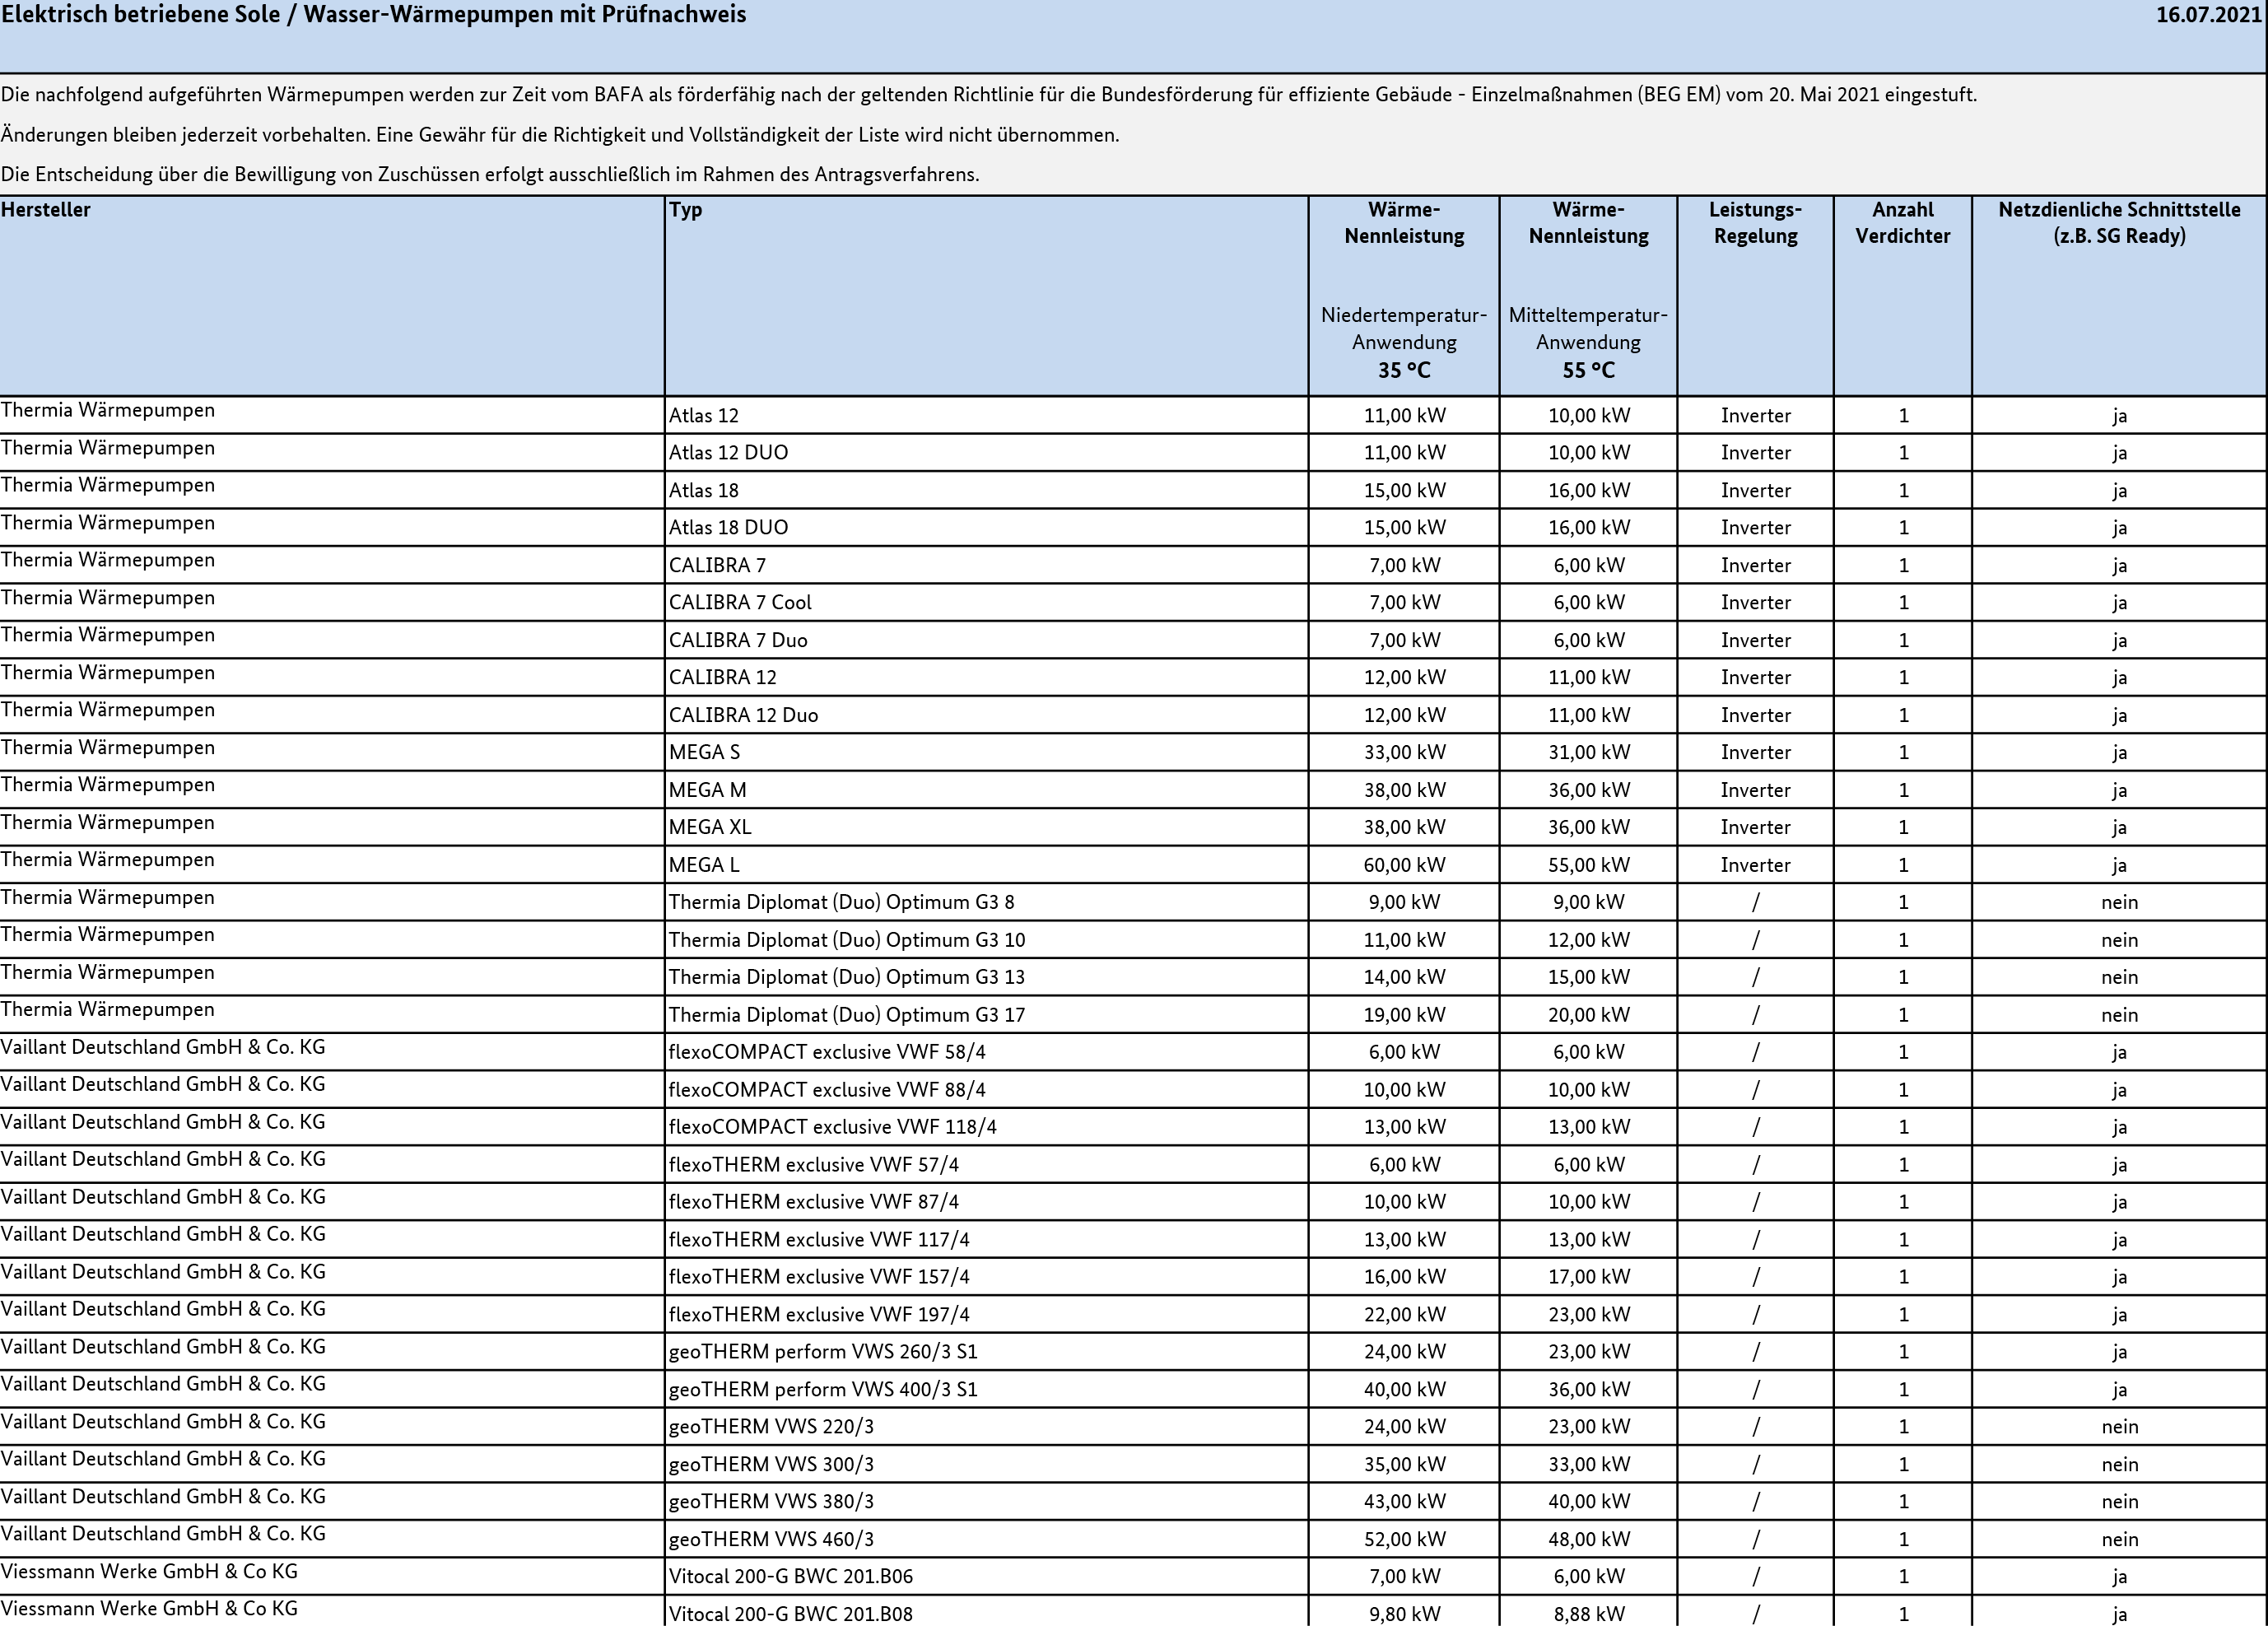 Elektrisch betriebene Sole / Wasser-Wärmepumpen mit Prüfnachweis 16.07.2021
Die nachfolgend aufgeführten Wärmepumpen werden zur Zeit vom BAFA als förderfähig nach der geltenden Richtlinie für die Bundesförderung für effiziente Gebäude - Einzelmaßnahmen (BEG EM) vom 20. Mai 2021 eingestuft.
Änderungen bleiben jederzeit vorbehalten. Eine Gewähr für die Richtigkeit und Vollständigkeit der Liste wird nicht übernommen.
Die Entscheidung über die Bewilligung von Zuschüssen erfolgt ausschließlich im Rahmen des Antragsverfahrens.
Hersteller Typ Wärme- Wärme- Leistungs- Anzahl Netzdienliche Schnittstelle
Nennleistung Nennleistung Regelung Verdichter (z.B. SG Ready)
Niedertemperatur- Mitteltemperatur-
Anwendung Anwendung
35 °C 55 °C
Thermia Wärmepumpen Atlas 12 11,00 kW 10,00 kW Inverter 1 ja
Thermia Wärmepumpen Atlas 12 DUO 11,00 kW 10,00 kW Inverter 1 ja
Thermia Wärmepumpen Atlas 18 15,00 kW 16,00 kW Inverter 1 ja
Thermia Wärmepumpen Atlas 18 DUO 15,00 kW 16,00 kW Inverter 1 ja
Thermia Wärmepumpen CALIBRA 7 7,00 kW 6,00 kW Inverter 1 ja
Thermia Wärmepumpen CALIBRA 7 Cool 7,00 kW 6,00 kW Inverter 1 ja
Thermia Wärmepumpen CALIBRA 7 Duo 7,00 kW 6,00 kW Inverter 1 ja
Thermia Wärmepumpen CALIBRA 12 12,00 kW 11,00 kW Inverter 1 ja
Thermia Wärmepumpen CALIBRA 12 Duo 12,00 kW 11,00 kW Inverter 1 ja
Thermia Wärmepumpen MEGA S 33,00 kW 31,00 kW Inverter 1 ja
Thermia Wärmepumpen MEGA M 38,00 kW 36,00 kW Inverter 1 ja
Thermia Wärmepumpen MEGA XL 38,00 kW 36,00 kW Inverter 1 ja
Thermia Wärmepumpen MEGA L 60,00 kW 55,00 kW Inverter 1 ja
Thermia Wärmepumpen Thermia Diplomat (Duo) Optimum G3 8 9,00 kW 9,00 kW / 1 nein
Thermia Wärmepumpen Thermia Diplomat (Duo) Optimum G3 10 11,00 kW 12,00 kW / 1 nein
Thermia Wärmepumpen Thermia Diplomat (Duo) Optimum G3 13 14,00 kW 15,00 kW / 1 nein
Thermia Wärmepumpen Thermia Diplomat (Duo) Optimum G3 17 19,00 kW 20,00 kW / 1 nein
Vaillant Deutschland GmbH & Co. KG flexoCOMPACT exclusive VWF 58/4 6,00 kW 6,00 kW / 1 ja
Vaillant Deutschland GmbH & Co. KG flexoCOMPACT exclusive VWF 88/4 10,00 kW 10,00 kW / 1 ja
Vaillant Deutschland GmbH & Co. KG flexoCOMPACT exclusive VWF 118/4 13,00 kW 13,00 kW / 1 ja
Vaillant Deutschland GmbH & Co. KG flexoTHERM exclusive VWF 57/4 6,00 kW 6,00 kW / 1 ja
Vaillant Deutschland GmbH & Co. KG flexoTHERM exclusive VWF 87/4 10,00 kW 10,00 kW / 1 ja
Vaillant Deutschland GmbH & Co. KG flexoTHERM exclusive VWF 117/4 13,00 kW 13,00 kW / 1 ja
Vaillant Deutschland GmbH & Co. KG flexoTHERM exclusive VWF 157/4 16,00 kW 17,00 kW / 1 ja
Vaillant Deutschland GmbH & Co. KG flexoTHERM exclusive VWF 197/4 22,00 kW 23,00 kW / 1 ja
Vaillant Deutschland GmbH & Co. KG geoTHERM perform VWS 260/3 S1 24,00 kW 23,00 kW / 1 ja
Vaillant Deutschland GmbH & Co. KG geoTHERM perform VWS 400/3 S1 40,00 kW 36,00 kW / 1 ja
Vaillant Deutschland GmbH & Co. KG geoTHERM VWS 220/3 24,00 kW 23,00 kW / 1 nein
Vaillant Deutschland GmbH & Co. KG geoTHERM VWS 300/3 35,00 kW 33,00 kW / 1 nein
Vaillant Deutschland GmbH & Co. KG geoTHERM VWS 380/3 43,00 kW 40,00 kW / 1 nein
Vaillant Deutschland GmbH & Co. KG geoTHERM VWS 460/3 52,00 kW 48,00 kW / 1 nein
Viessmann Werke GmbH & Co KG Vitocal 200-G BWC 201.B06 7,00 kW 6,00 kW / 1 ja
Viessmann Werke GmbH & Co KG Vitocal 200-G BWC 201.B08 9,80 kW 8,88 kW / 1 ja